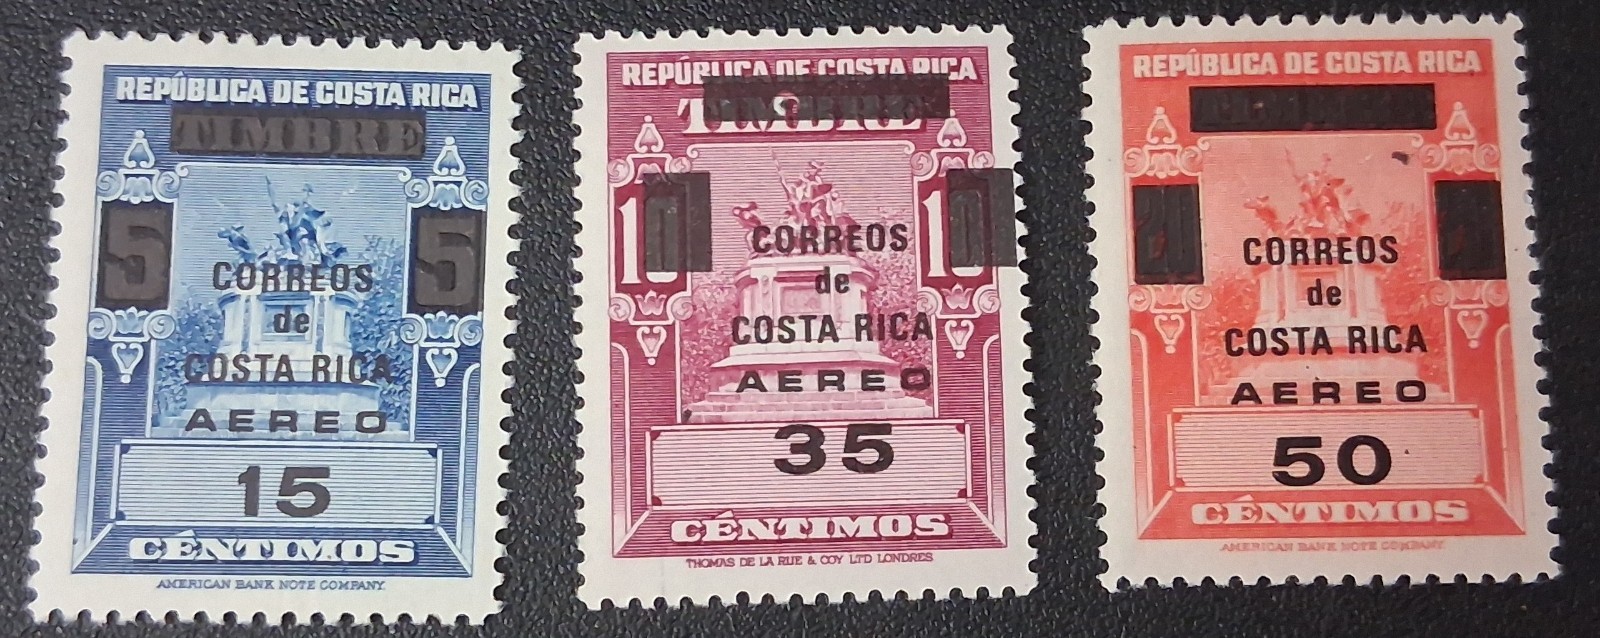 REPÚBLICA DE COSTA RICA
TIMBRE
5 5
CORREOS
de
COSTA RICA
AEREO
15
CÉNTIMOS
AMERICAN BANK NOTE COMPANY.
REPÚBLICA DE COSTA RICA
TIMBRE
10 10
CORREOS
de
COSTA RICA
AEREO
35
CÉNTIMOS
THOMAS DE LA RUE & COY LTD LONDRES
REPÚBLICA DE COSTA RICA
20
CORREOS
de
COSTA RICA
AEREO
50
CÉNTIMOS
AMERICAN BANK NOTE COMPANY.